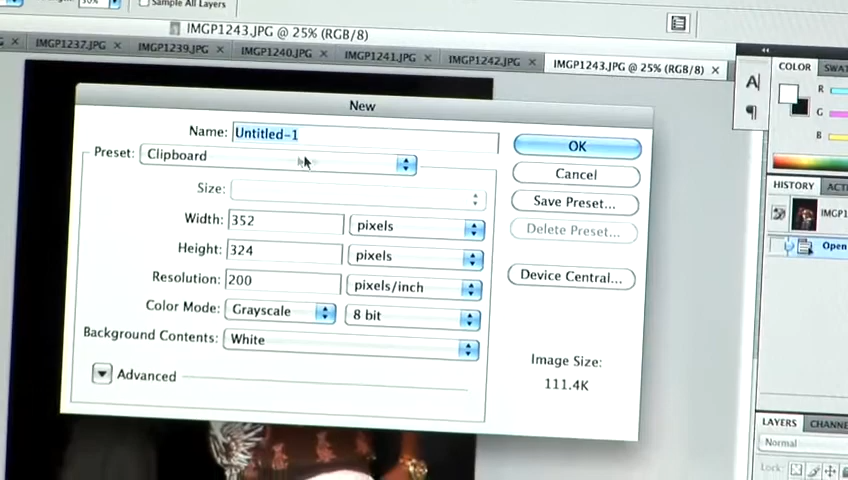 Sample All Layers
IMGP1243.JPG @ 25% (RGB/8)
IMGP1237.JPG × IMGP1239.JPG × IMGP1240.JPG × IMGP1241.JPG × IMGP1242.JPG × IMGP1243.JPG @ 25% (RGB/8) ×
New
Name: Untitled-1
Preset: Clipboard
Size:
Width: 352 pixels
Height: 324 pixels
Resolution: 200 pixels/inch
Color Mode: Grayscale 8 bit
Background Contents: White
Advanced
OK
Cancel
Save Preset...
Delete Preset...
Device Central...
Image Size:
111.4K
A
¶
COLOR SWAT
R
G
B
HISTORY ACTI
IMGP1
Open
LAYERS CHANNE
Normal
Lock: